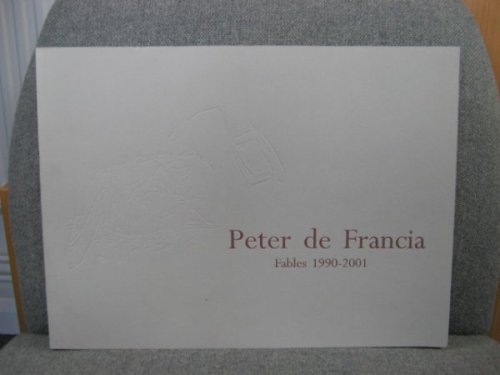 Peter de Francia
Fables 1990-2001